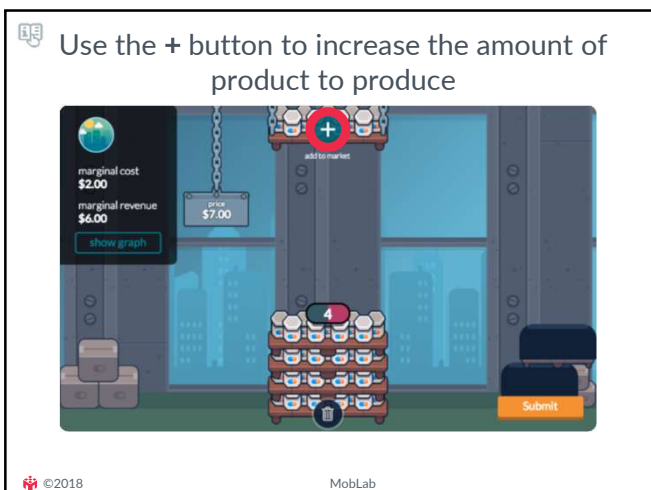 Use the + button to increase the amount of
product to produce
+
add to market
marginal cost
$2.00
marginal revenue
$6.00
show graph
price
$7.00
4
Submit
©2018
MobLab